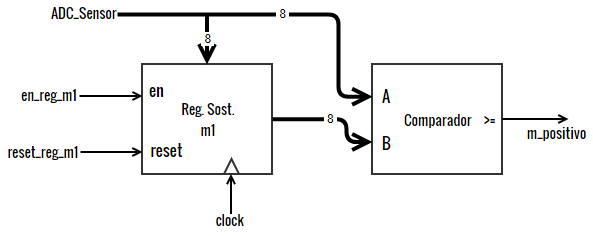 ADC_Sensor
8
8
en_reg_m1
en
Reg. Sost.
m1
reset_reg_m1
reset
clock
8
A
B
Comparador >=
m_positivo